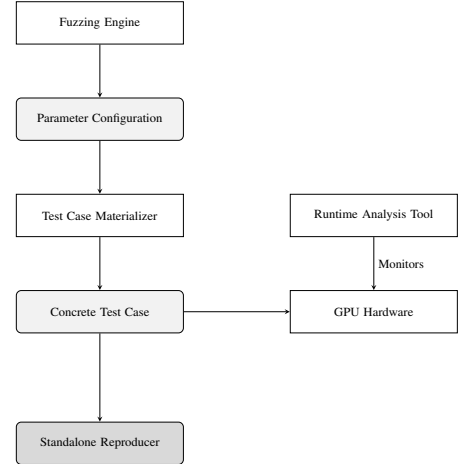 Fuzzing Engine
Parameter Configuration
Test Case Materializer
Runtime Analysis Tool
Monitors
Concrete Test Case
GPU Hardware
Standalone Reproducer